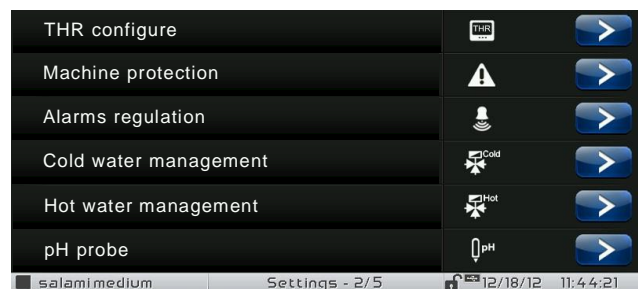 THR configure THR
Machine protection
Alarms regulation
Cold water management Cold
Hot water management Hot
pH probe pH
salamimedium Settings - 2/5 12/18/12 11:44:21